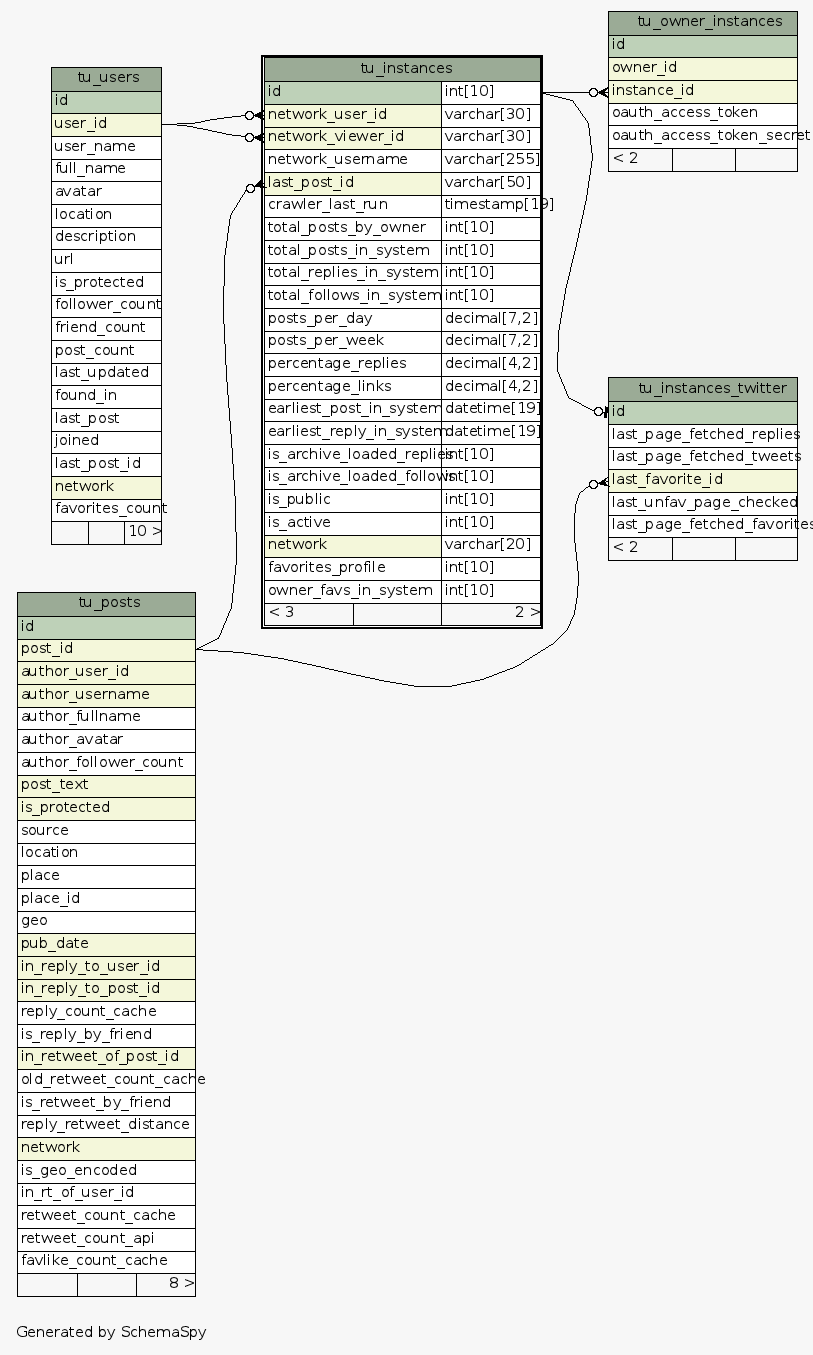 tu_owner_instances
id
owner_id
instance_id
oauth_access_token
oauth_access_token_secret
< 2
tu_users
id
user_id
user_name
full_name
avatar
location
description
url
is_protected
follower_count
friend_count
post_count
last_updated
found_in
last_post
joined
last_post_id
network
favorites_count
10 >
tu_instances
id int[10]
network_user_id varchar[30]
network_viewer_id varchar[30]
network_username varchar[255]
last_post_id varchar[50]
crawler_last_run timestamp[19]
total_posts_by_owner int[10]
total_posts_in_system int[10]
total_replies_in_system int[10]
total_follows_in_system int[10]
posts_per_day decimal[7,2]
posts_per_week decimal[7,2]
percentage_replies decimal[4,2]
percentage_links decimal[4,2]
earliest_post_in_system datetime[19]
earliest_reply_in_system datetime[19]
is_archive_loaded_replies int[10]
is_archive_loaded_follows int[10]
is_public int[10]
is_active int[10]
network varchar[20]
favorites_profile int[10]
owner_favs_in_system int[10]
< 3 2 >
tu_instances_twitter
id
last_page_fetched_replies
last_page_fetched_tweets
last_favorite_id
last_unfav_page_checked
last_page_fetched_favorites
< 2
tu_posts
id
post_id
author_user_id
author_username
author_fullname
author_avatar
author_follower_count
post_text
is_protected
source
location
place
place_id
geo
pub_date
in_reply_to_user_id
in_reply_to_post_id
reply_count_cache
is_reply_by_friend
in_retweet_of_post_id
old_retweet_count_cache
is_retweet_by_friend
reply_retweet_distance
network
is_geo_encoded
in_rt_of_user_id
retweet_count_cache
retweet_count_api
favlike_count_cache
8 >
Generated by SchemaSpy